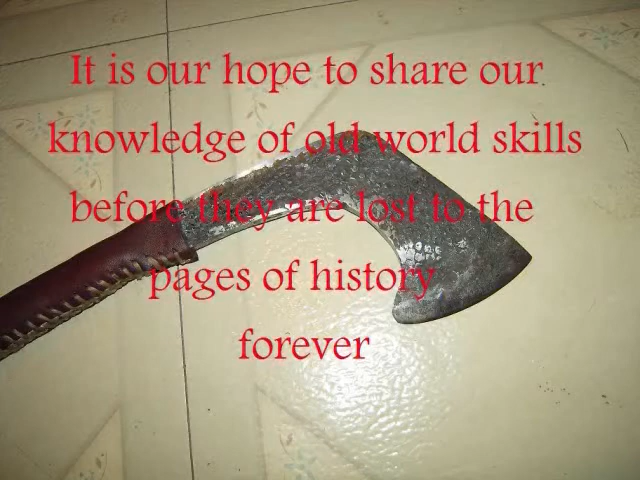 It is our hope to share our
knowledge of old world skills
before they are lost to the
pages of history
forever